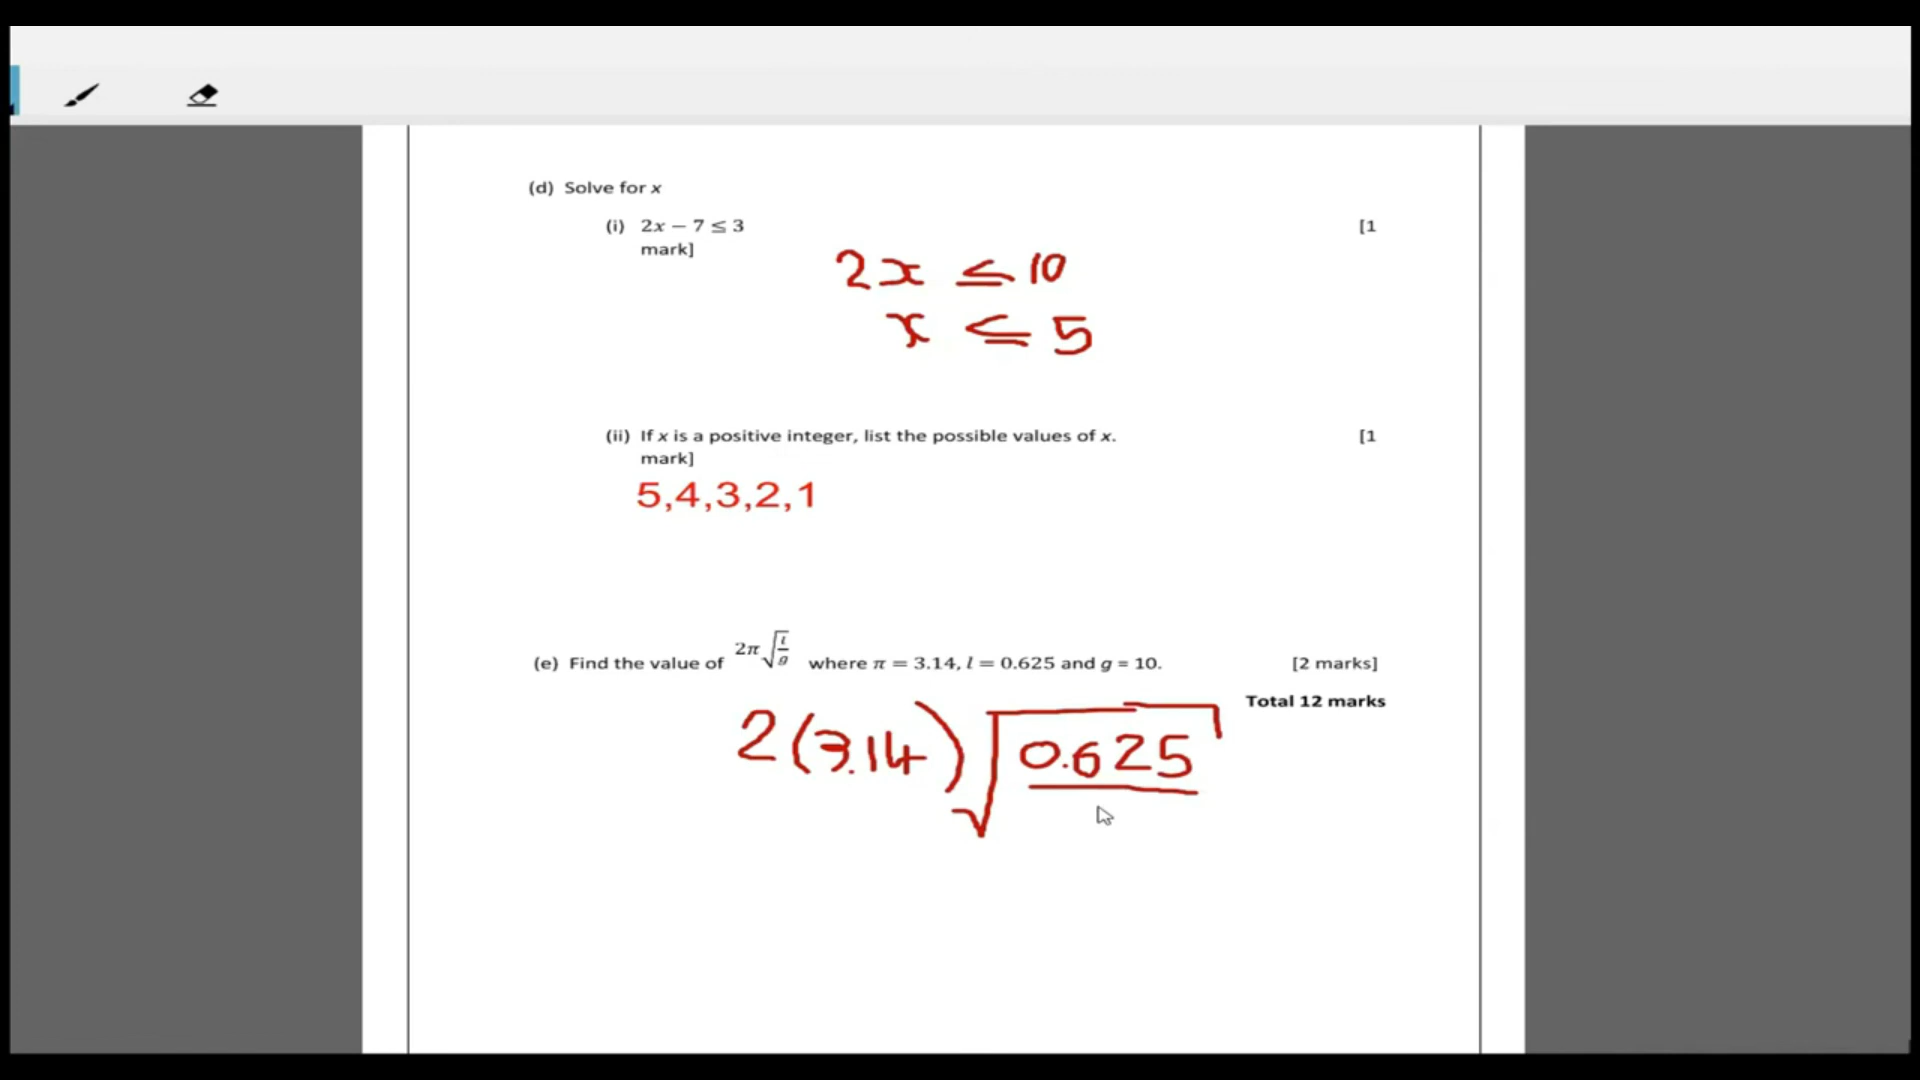 (d) Solve for x
(i) 2x − 7 ≤ 3 [1
mark]
2x ≤ 10
x ≤ 5
(ii) If x is a positive integer, list the possible values of x. [1
mark]
5,4,3,2,1
(e) Find the value of 2π√(l/g) where π = 3.14, l = 0.625 and g = 10. [2 marks]
Total 12 marks
2(3.14)√0.625